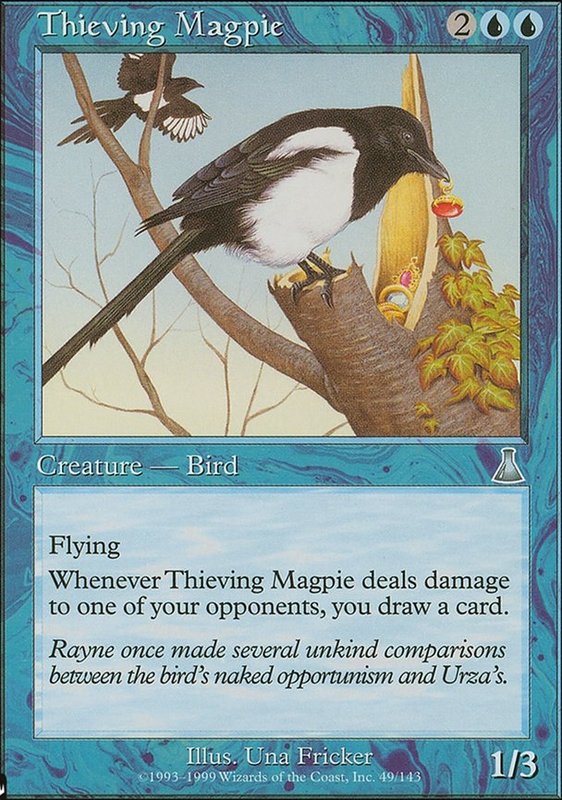 Thieving Magpie 2
Creature — Bird
Flying
Whenever Thieving Magpie deals damage
to one of your opponents, you draw a card.
Rayne once made several unkind comparisons
between the bird's naked opportunism and Urza's.
Illus. Una Fricker
©1993–1999 Wizards of the Coast, Inc. 49/143
1/3